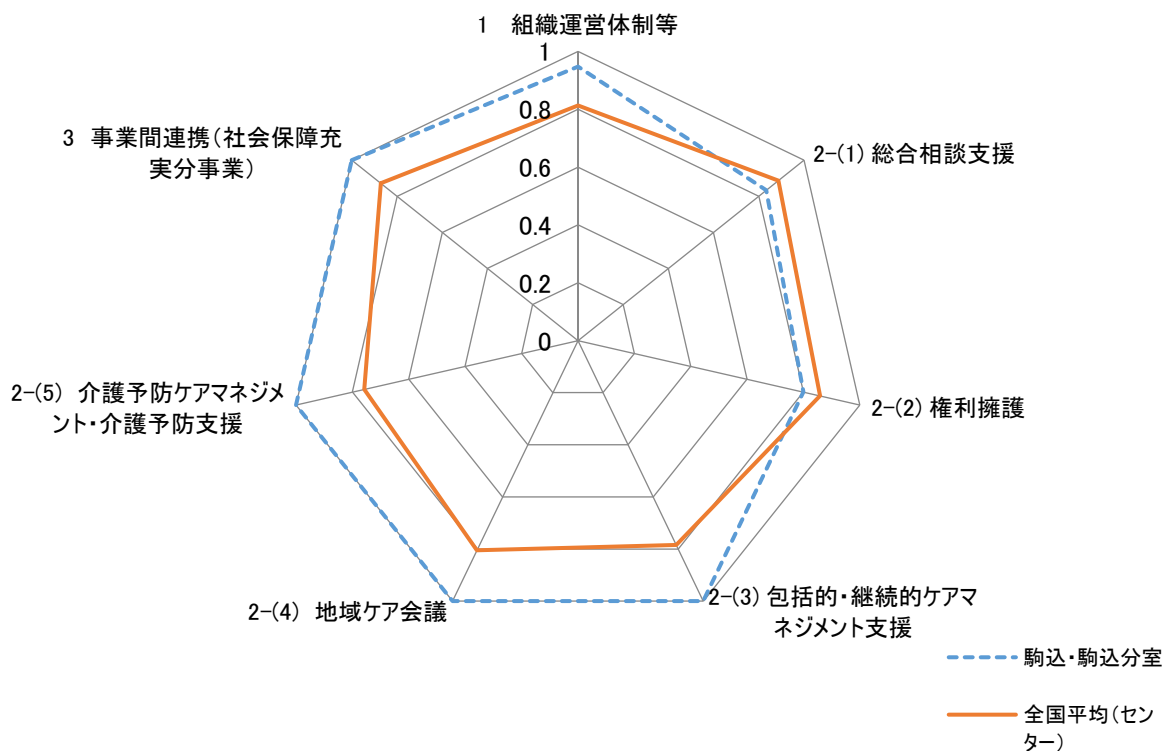 1　組織運営体制等
1
0.8
0.6
0.4
0.2
0
2-(1) 総合相談支援
2-(2) 権利擁護
2-(3) 包括的・継続的ケアマ
ネジメント支援
2-(4)　地域ケア会議
2-(5)　介護予防ケアマネジメ
ント・介護予防支援
3　事業間連携（社会保障充
実分事業）
駒込・駒込分室
全国平均（セン
ター）